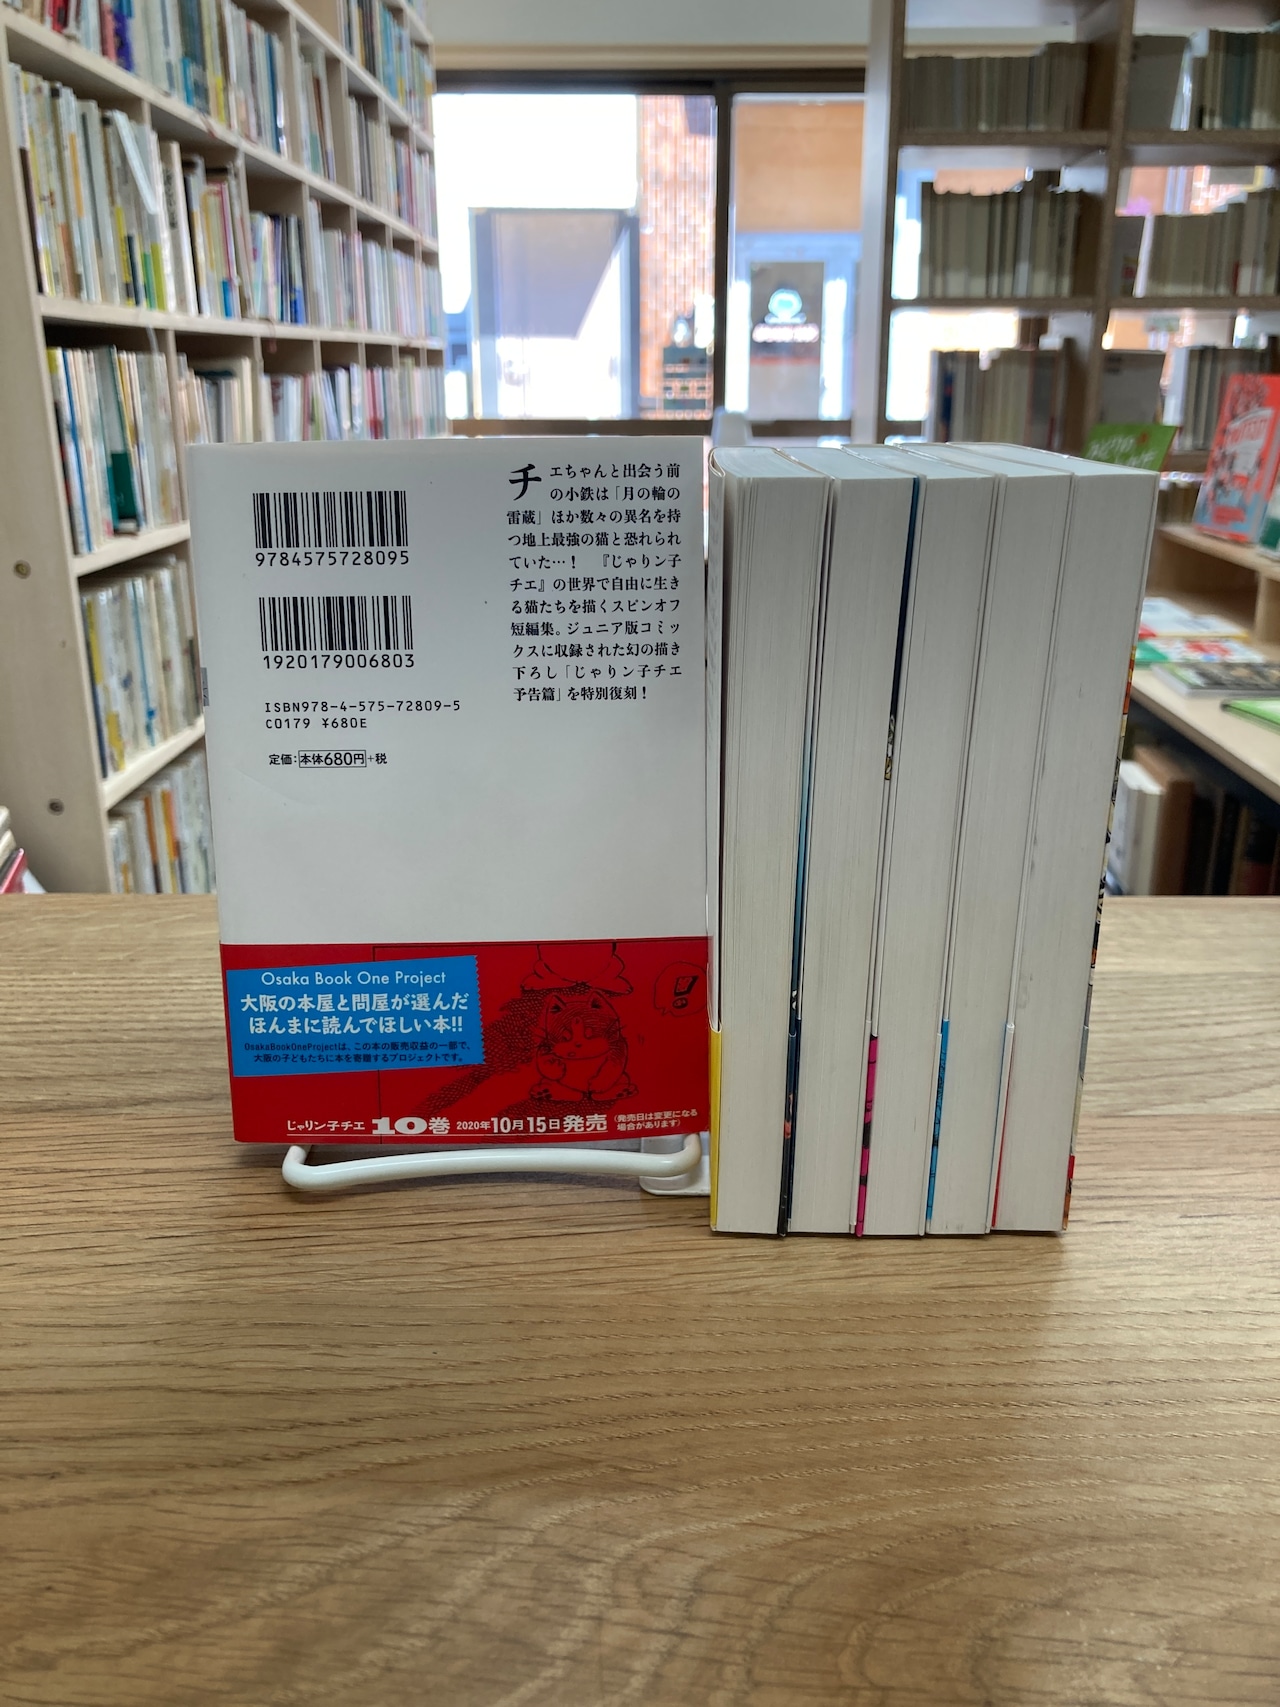 9784575728095
1920179006803
ISBN978-4-575-72809-5
C0179 ¥680E
定価:本体680円+税
チエちゃんと出会う前
の小鉄は「月の輪の
雷蔵」ほか数々の異名を持
つ地上最強の猫と恐れられ
ていた…! 『じゃりン子
チエ』の世界で自由に生き
る猫たちを描くスピンオフ
短編集。ジュニア版コミッ
クスに収録された幻の描き
下ろし「じゃりン子チエ
予告篇」を特別復刻!
Osaka Book One Project
大阪の本屋と問屋が選んだ
ほんまに読んでほしい本!!
OsakaBookOneProjectは、この本の販売収益の一部で、
大阪の子どもたちに本を寄贈するプロジェクトです。
じゃりン子チエ 10巻 2020年10月15日発売 (発売日は変更になる
場合があります)